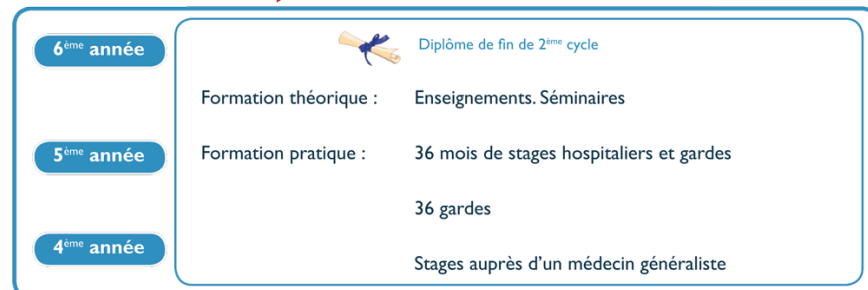 6ème année
Diplôme de fin de 2ème cycle
Formation théorique : Enseignements. Séminaires
5ème année
Formation pratique : 36 mois de stages hospitaliers et gardes
36 gardes
4ème année
Stages auprès d'un médecin généraliste